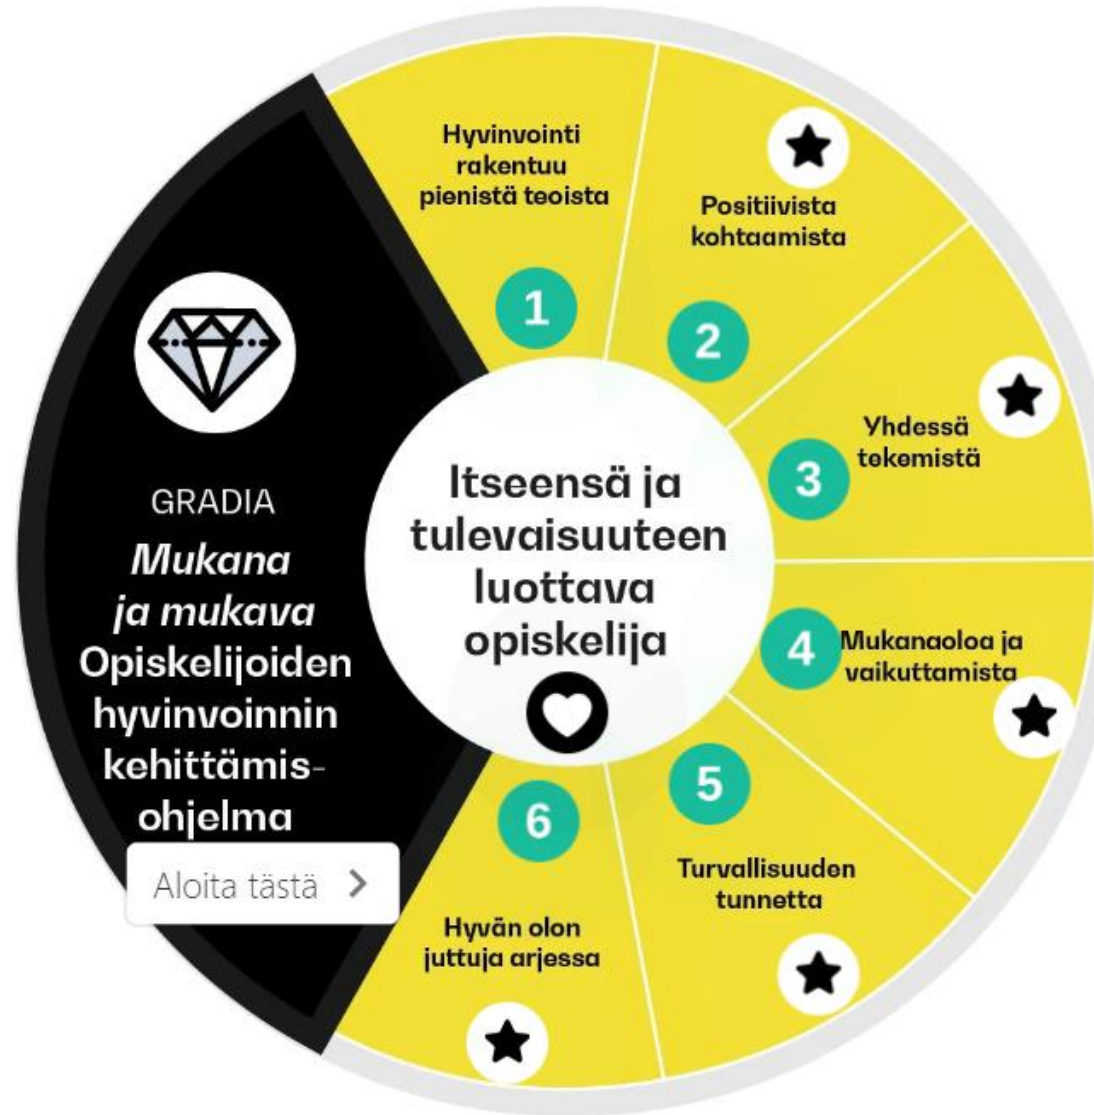 GRADIA
Mukana
ja mukava
Opiskelijoiden
hyvinvoinnin
kehittämis-
ohjelma
Aloita tästä
Itseensä ja
tulevaisuuteen
luottava
opiskelija
Hyvinvointi
rakentuu
pienistä teoista
1
Positiivista
kohtaamista
2
Yhdessä
tekemistä
3
Mukanaoloa ja
vaikuttamista
4
Turvallisuuden
tunnetta
5
Hyvän olon
juttuja arjessa
6